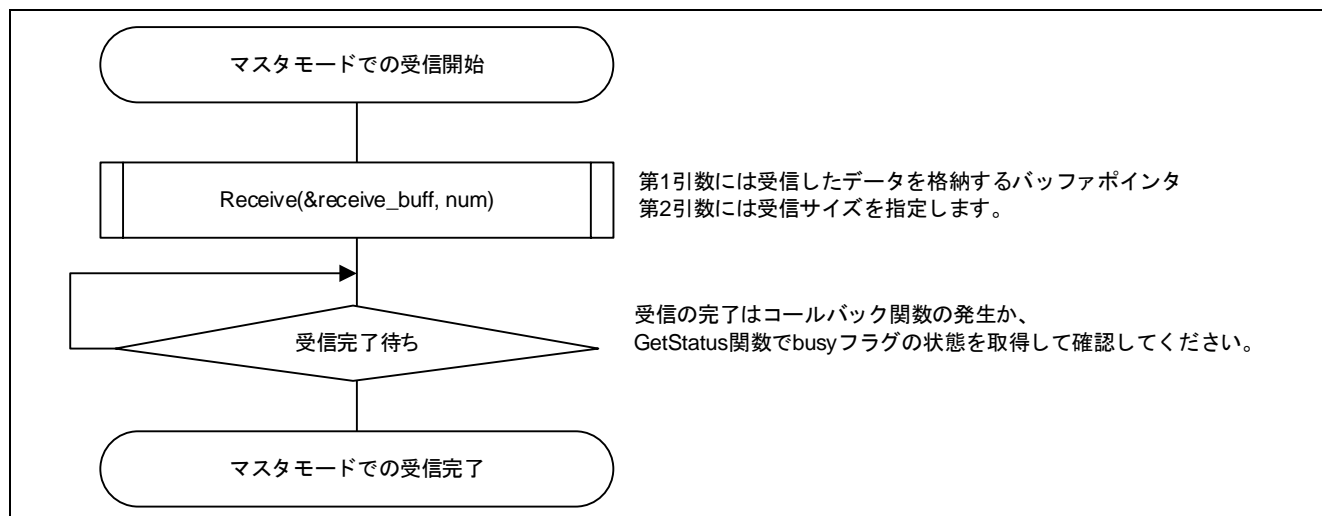 マスタモードでの受信開始
Receive(&receive_buff, num)
第1引数には受信したデータを格納するバッファポインタ
第2引数には受信サイズを指定します。
受信完了待ち
受信の完了はコールバック関数の発生か、
GetStatus関数でbusyフラグの状態を取得して確認してください。
マスタモードでの受信完了